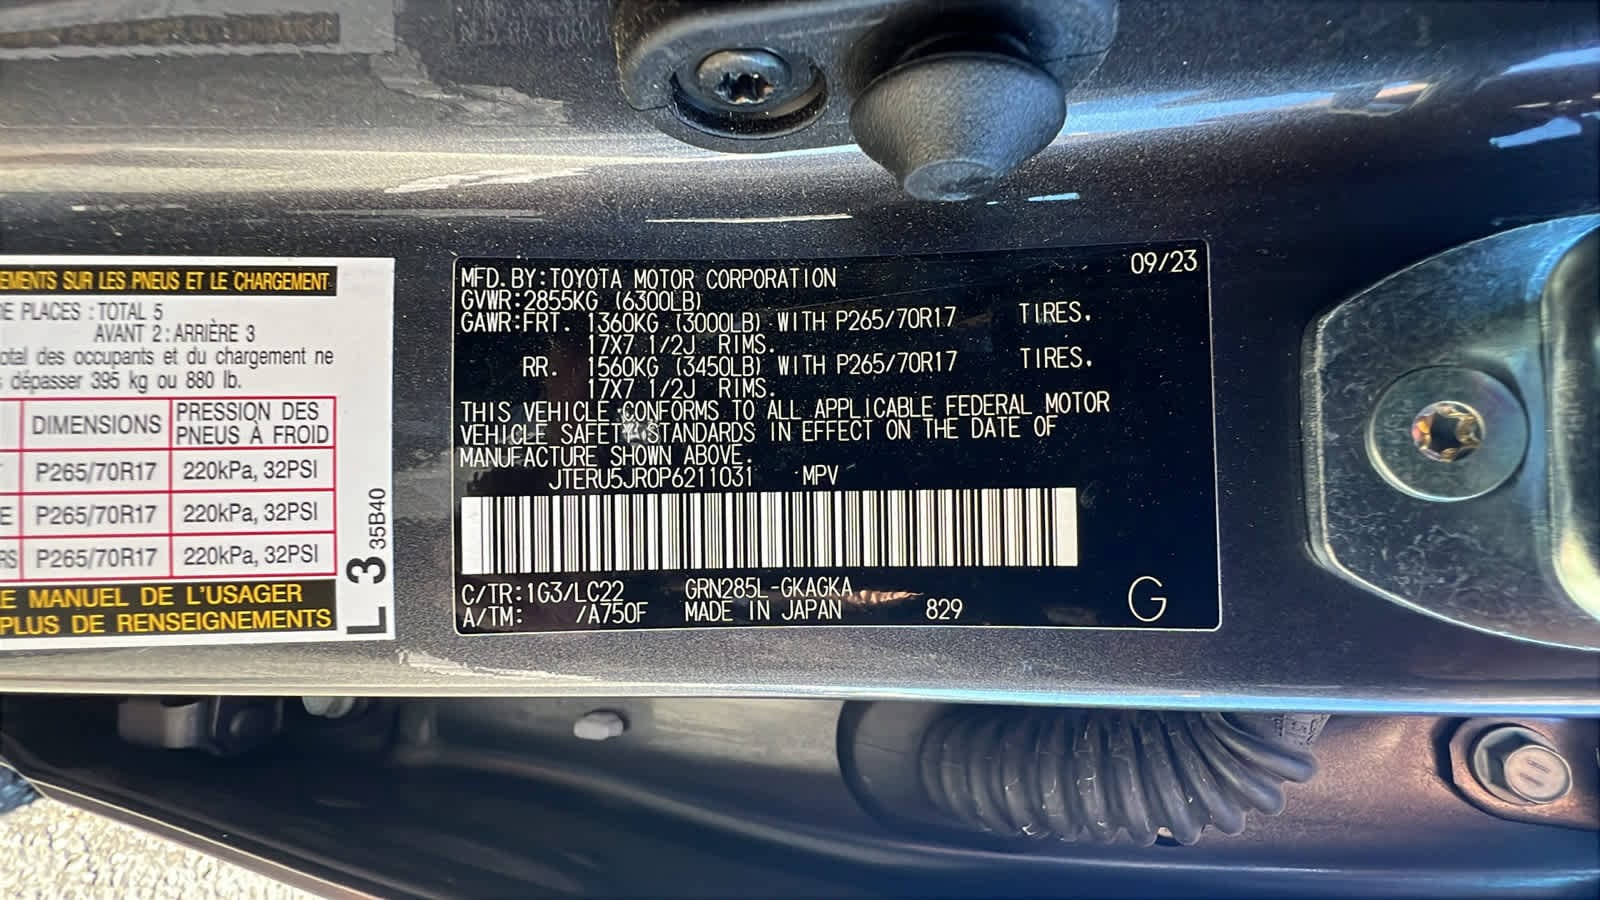 EMENTS SUR LES PNEUS ET LE CHARGEMENT
E PLACES : TOTAL 5
AVANT 2 : ARRIÈRE 3
otal des occupants et du chargement ne
dépasser 395 kg ou 880 lb.
DIMENSIONS PRESSION DES PNEUS À FROID
P265/70R17 220kPa, 32PSI
E P265/70R17 220kPa, 32PSI
RS P265/70R17 220kPa, 32PSI
E MANUEL DE L'USAGER
PLUS DE RENSEIGNEMENTS
L 3 35B40
09/23
MFD. BY: TOYOTA MOTOR CORPORATION
GVWR: 2855KG (6300LB)
GAWR: FRT. 1360KG (3000LB) WITH P265/70R17 TIRES.
17X7 1/2J RIMS.
RR. 1560KG (3450LB) WITH P265/70R17 TIRES.
17X7 1/2J RIMS.
THIS VEHICLE CONFORMS TO ALL APPLICABLE FEDERAL MOTOR
VEHICLE SAFETY STANDARDS IN EFFECT ON THE DATE OF
MANUFACTURE SHOWN ABOVE.
JTERU5JR0P6211031 MPV
C/TR: 1G3/LC22 GRN285L-GKAGKA
A/TM: /A750F MADE IN JAPAN 829 G